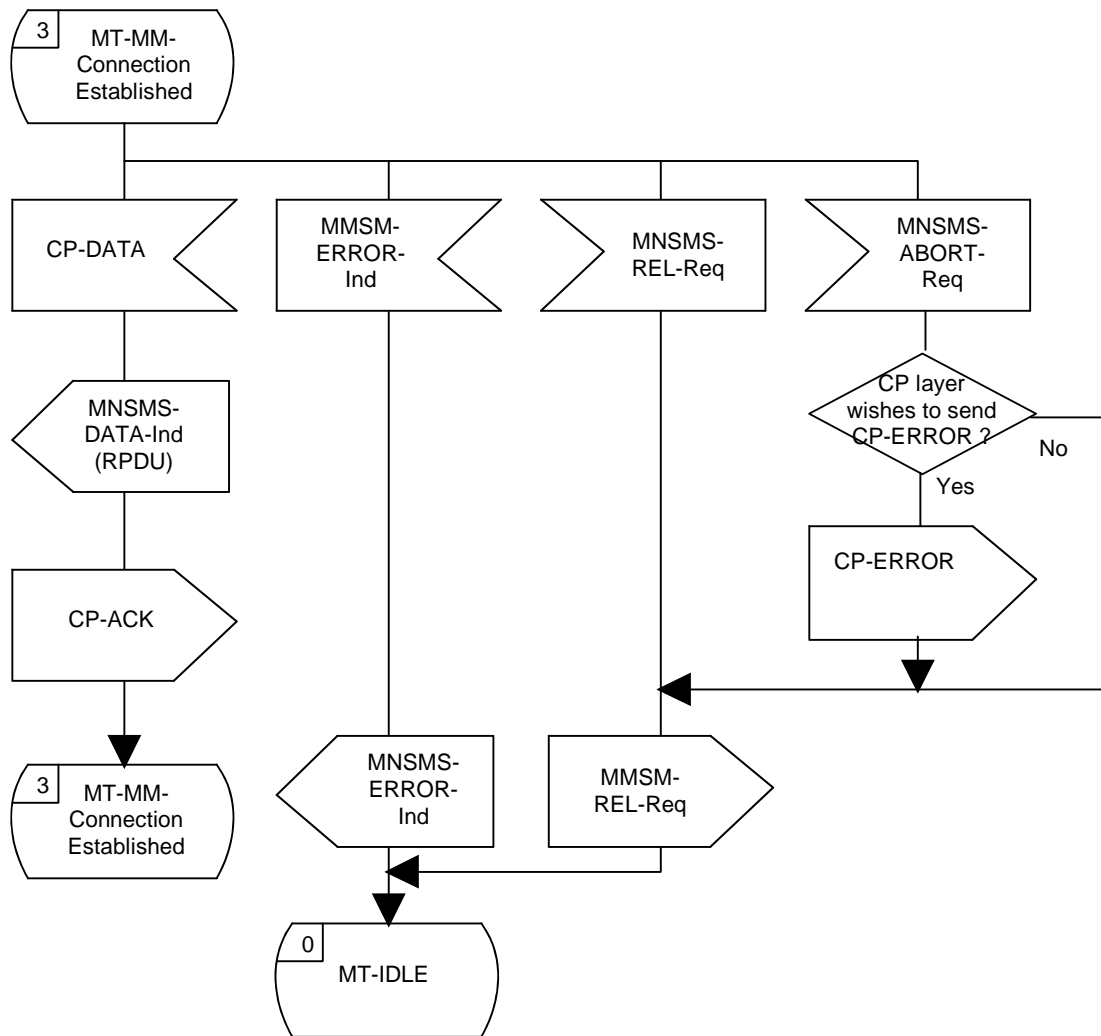 3
MT-MM-
Connection
Established
CP-DATA
MMSM-
ERROR-
Ind
MNSMS-
REL-Req
MNSMS-
ABORT-
Req
MNSMS-
DATA-Ind
(RPDU)
CP layer
wishes to send
CP-ERROR ?
No
Yes
CP-ERROR
CP-ACK
3
MT-MM-
Connection
Established
MNSMS-
ERROR-
Ind
MMSM-
REL-Req
0
MT-IDLE